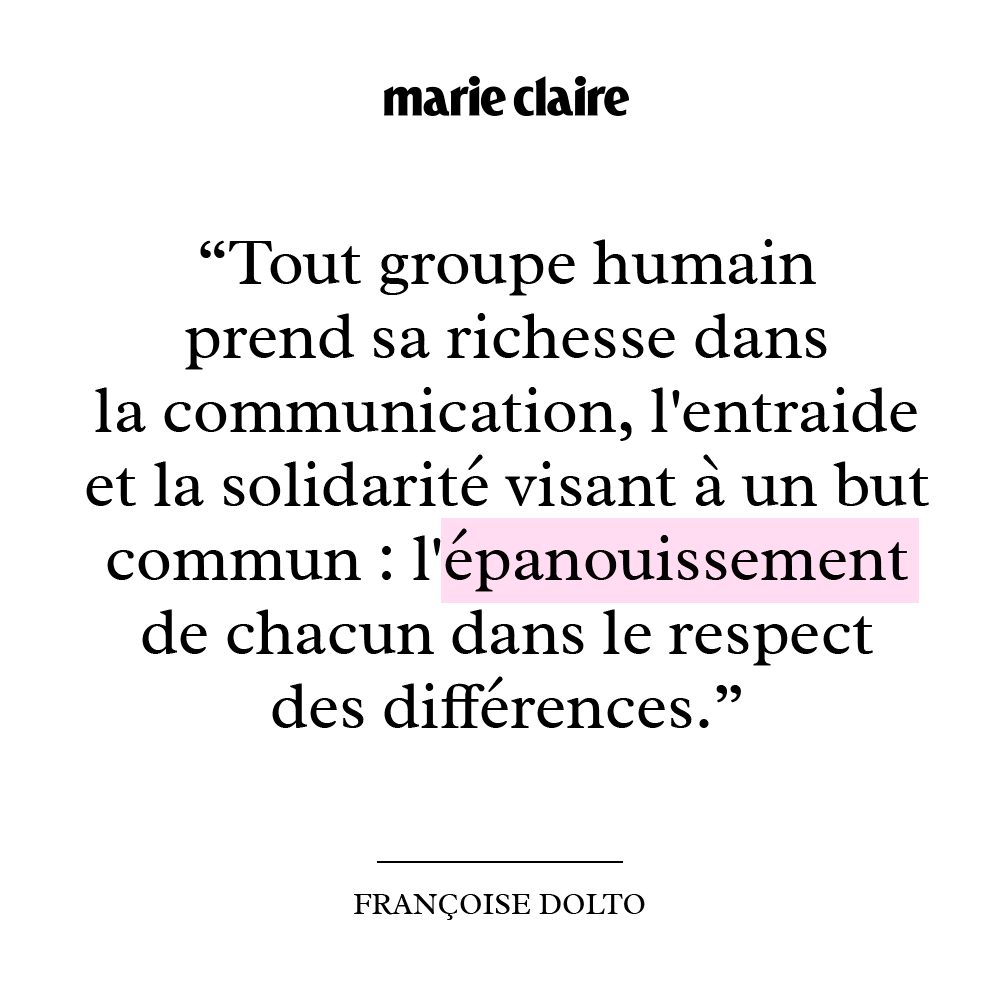 marie claire
“Tout groupe humain
prend sa richesse dans
la communication, l'entraide
et la solidarité visant à un but
commun : l'épanouissement
de chacun dans le respect
des différences.”
FRANÇOISE DOLTO